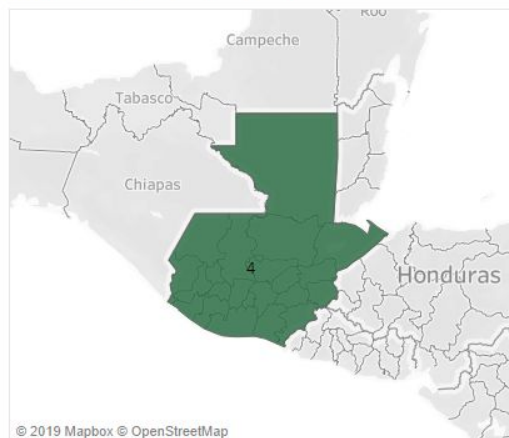 Campeche
Roo
Tabasco
Chiapas
4
Honduras
© 2019 Mapbox © OpenStreetMap